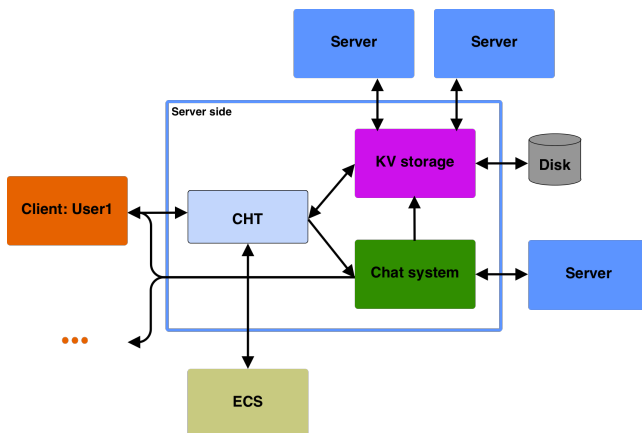 Server
Server
Server side
KV storage
Disk
Client: User1
CHT
Chat system
Server
ECS